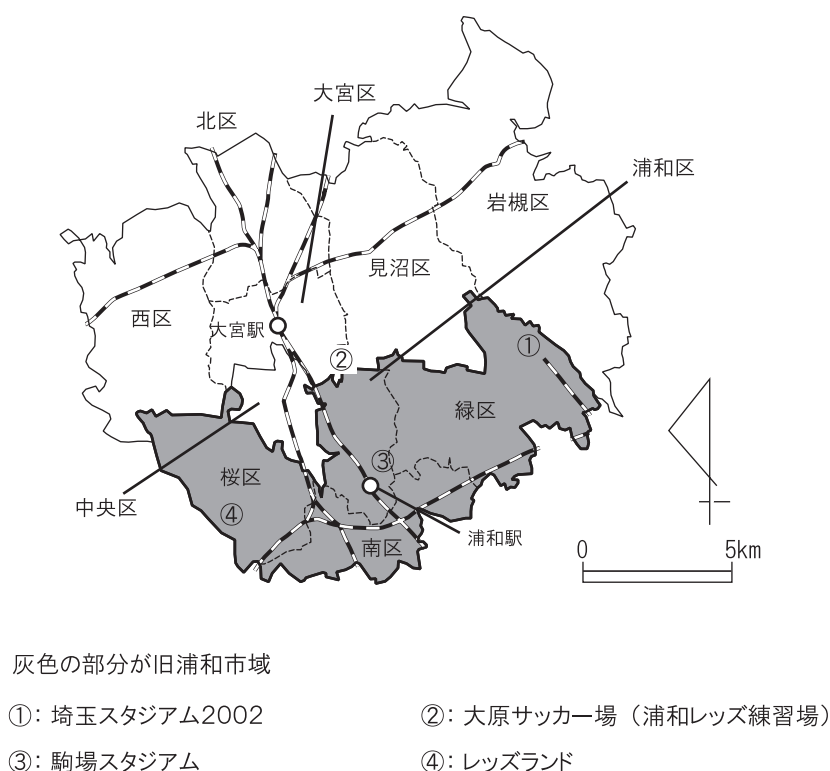 大宮区
北区
浦和区
岩槻区
見沼区
西区
大宮駅
①
②
緑区
③
桜区
中央区
④
浦和駅
南区
0 5km
灰色の部分が旧浦和市域
①：埼玉スタジアム2002 ②：大原サッカー場（浦和レッズ練習場）
③：駒場スタジアム ④：レッズランド